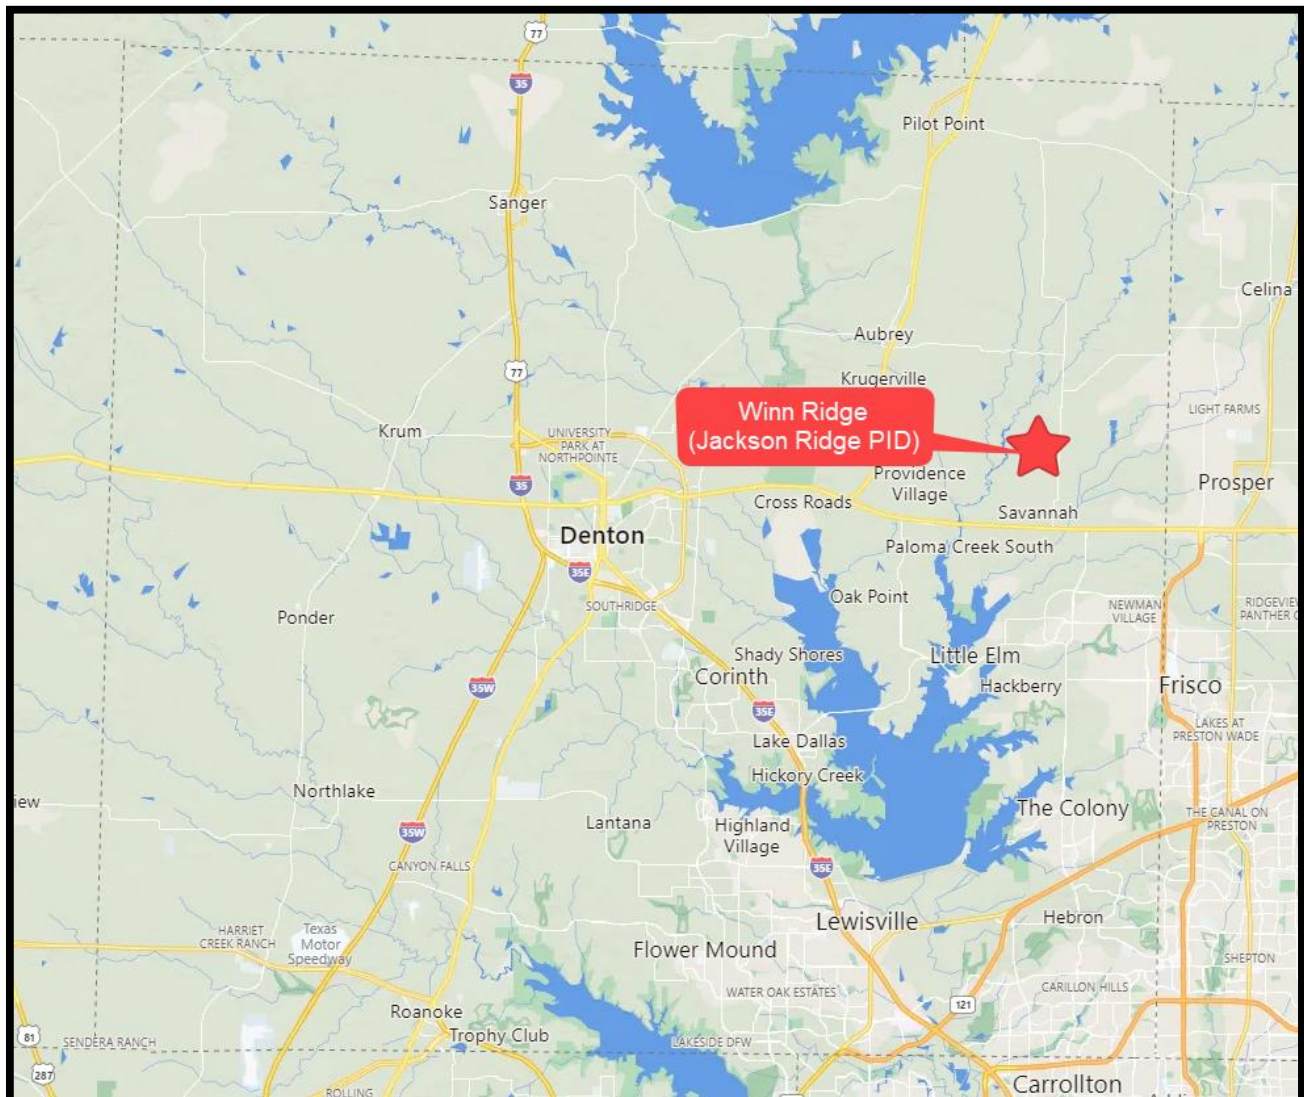 77
35
Pilot Point
Sanger
Celina
Aubrey
77
Krugerville
Winn Ridge
(Jackson Ridge PID)
LIGHT FARMS
Krum
UNIVERSITY
PARK AT
NORTHPOINTE
Providence
Village
Prosper
35
Cross Roads
Savannah
Denton
Paloma Creek South
35E
Oak Point
SOUTHRIDGE
NEWMAN
VILLAGE
RIDGEVIE
PANTHER C
Ponder
Shady Shores
Little Elm
Corinth
Hackberry
Frisco
35W
35E
LAKES AT
PRESTON WADE
Lake Dallas
Hickory Creek
Northlake
iew
The Colony
THE CANAL ON
PRESTON
Lantana
Highland
Village
35W
CANYON FALLS
35E
Lewisville
Hebron
HARRIET
CREEK RANCH
Texas
Motor
Speedway
Flower Mound
SHEPTON
WATER OAK ESTATES
CARILLON HILLS
121
Roanoke
Trophy Club
81
SENDERA RANCH
LAKESIDE DFW
287
Carrollton
ROLLING